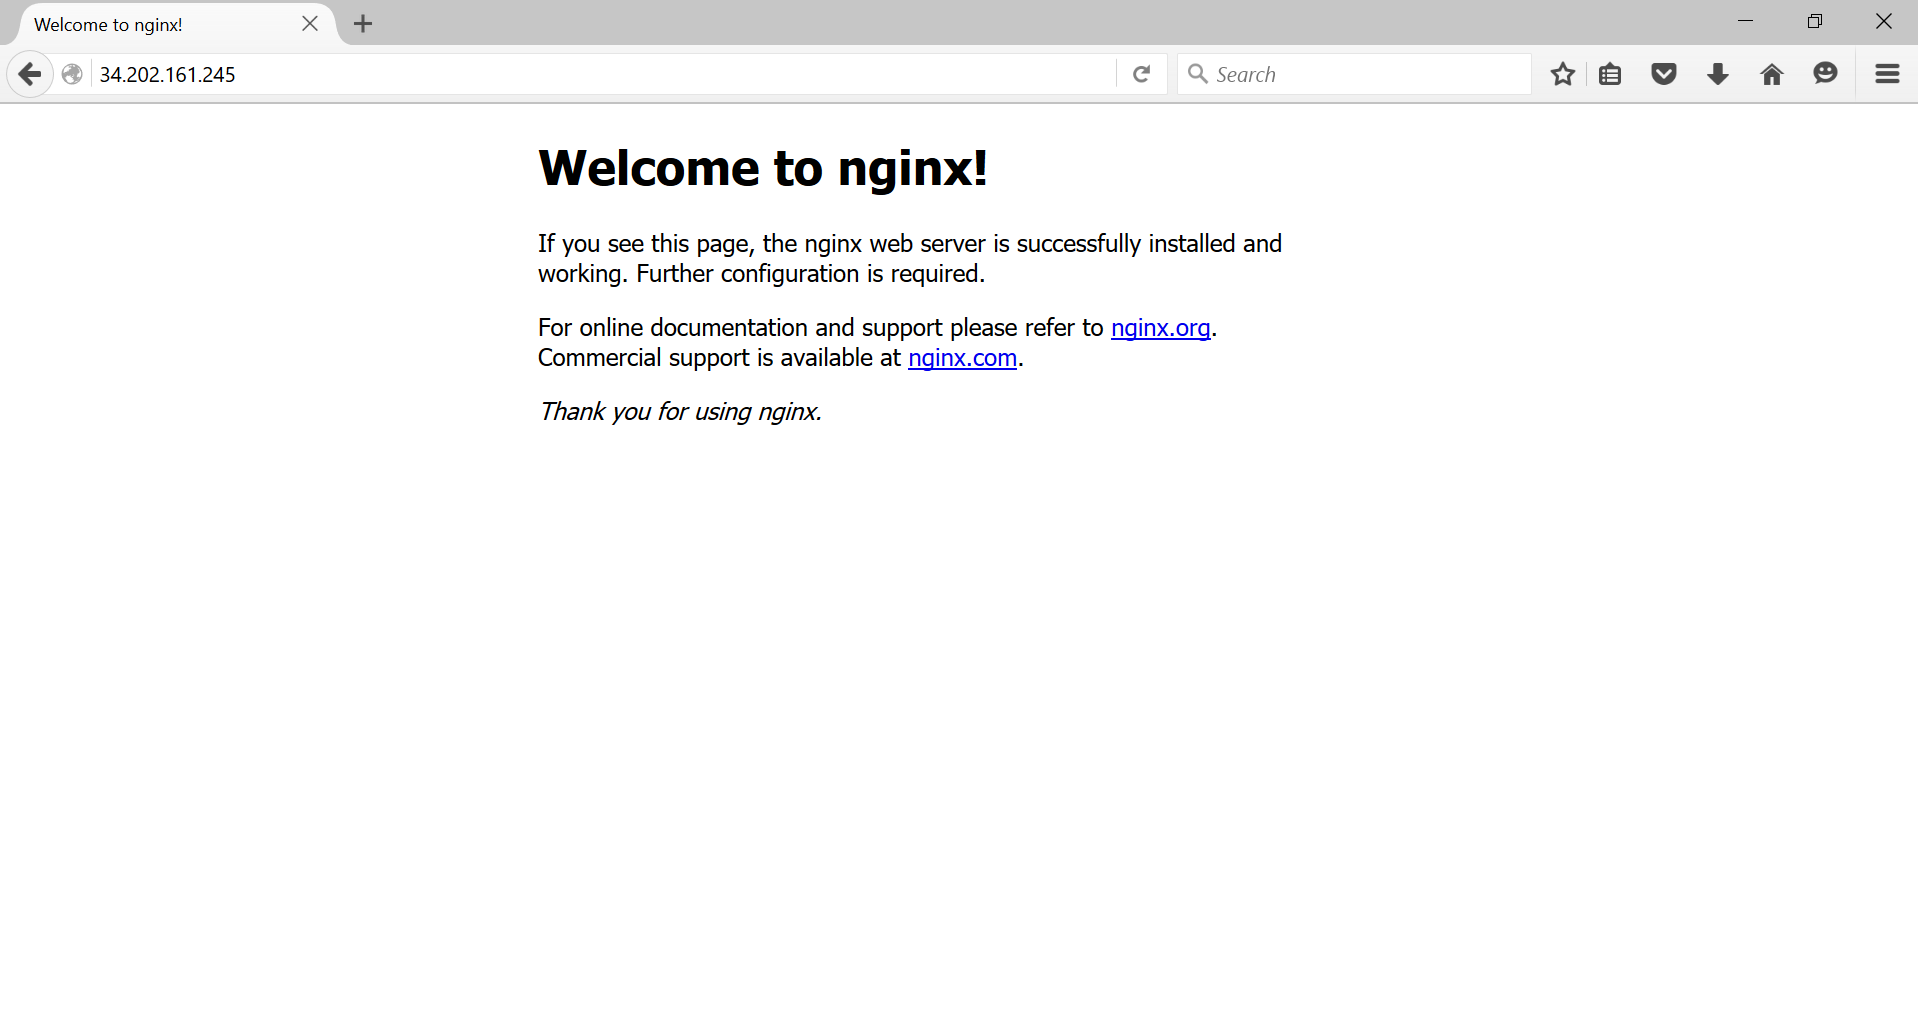 Welcome to nginx!
34.202.161.245
Search
Welcome to nginx!
If you see this page, the nginx web server is successfully installed and
working. Further configuration is required.
For online documentation and support please refer to nginx.org.
Commercial support is available at nginx.com.
Thank you for using nginx.